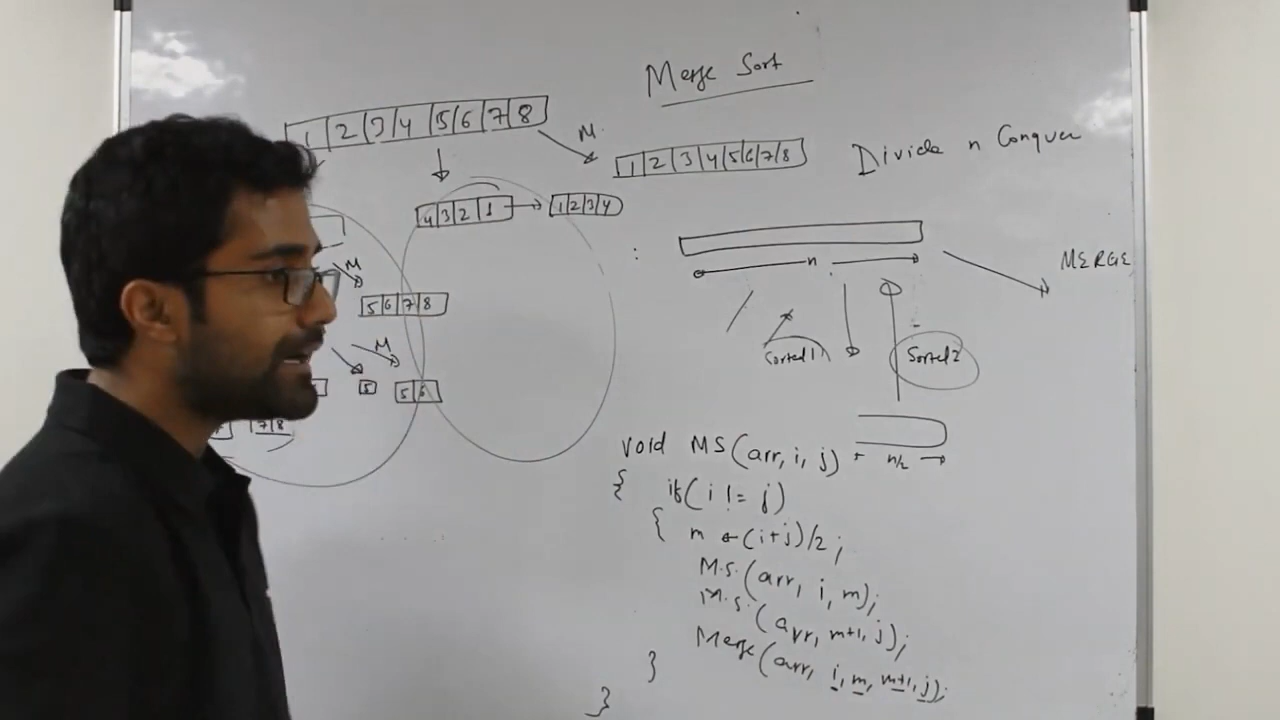 Merge Sort
1 2 3 4 5 6 7 8
M.
1 2 3 4 5 6 7 8
Divide n Conquer
4 3 2 1
1 2 3 4
M
5 6 7 8
n
MERGE
M
5
5 6
7 8
Sorted 1
Sorted 2
n/2
void MS(arr, i, j)
{ if(i != j)
{ m ← (i+j)/2;
M.S.(arr, i, m);
M.S.(arr, m+1, j);
Merge(arr, i, m, m+1, j);
}
}